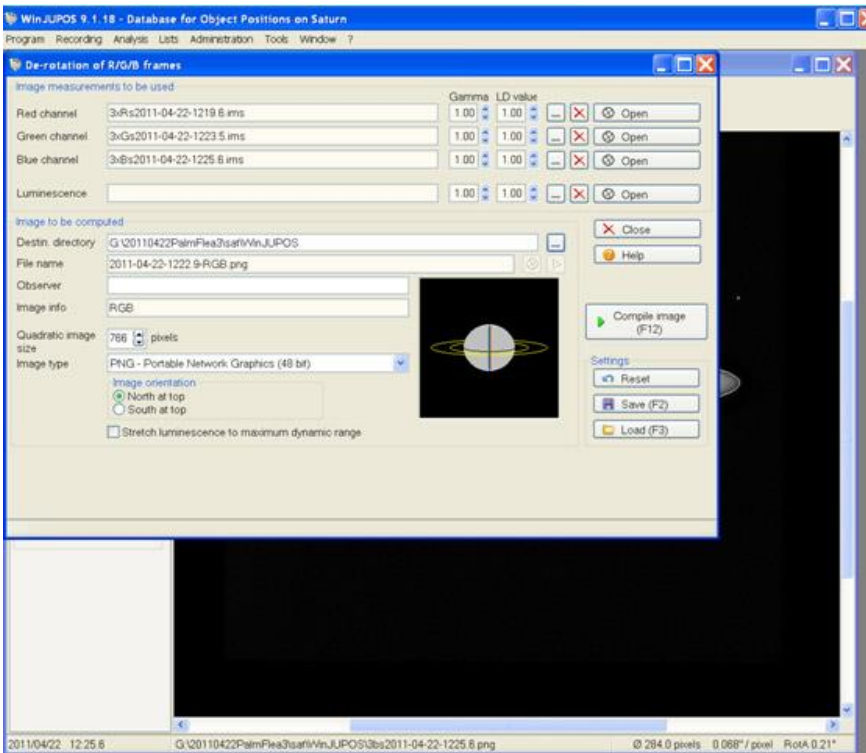 WinJUPOS 9.1.18 - Database for Object Positions on Saturn
Program Recording Analysis Lists Administration Tools Window ?
De-rotation of R/G/B frames
Image measurements to be used
Gamma LD value
Red channel 3xRs2011-04-22-1219.6.ims 1.00 1.00 ... Open
Green channel 3xGs2011-04-22-1223.5.ims 1.00 1.00 ... Open
Blue channel 3xBs2011-04-22-1225.6.ims 1.00 1.00 ... Open
Luminescence 1.00 1.00 ... Open
Image to be computed
Destin. directory G:\20110422PalmFlea3\sat\WinJUPOS ...
Close
File name 2011-04-22-1222.9-RGB.png
Help
Observer
Image info RGB
Compile image
(F12)
Quadratic image
size
766 pixels
Image type PNG - Portable Network Graphics (48 bit)
Settings
Reset
Image orientation
North at top
South at top
Save (F2)
Load (F3)
Stretch luminescence to maximum dynamic range
2011/04/22 12:25.6 G:\20110422PalmFlea3\sat\WinJUPOS\3bs2011-04-22-1225.6.png Ø 284.0 pixels 0.068"/pixel RotA 0.21°